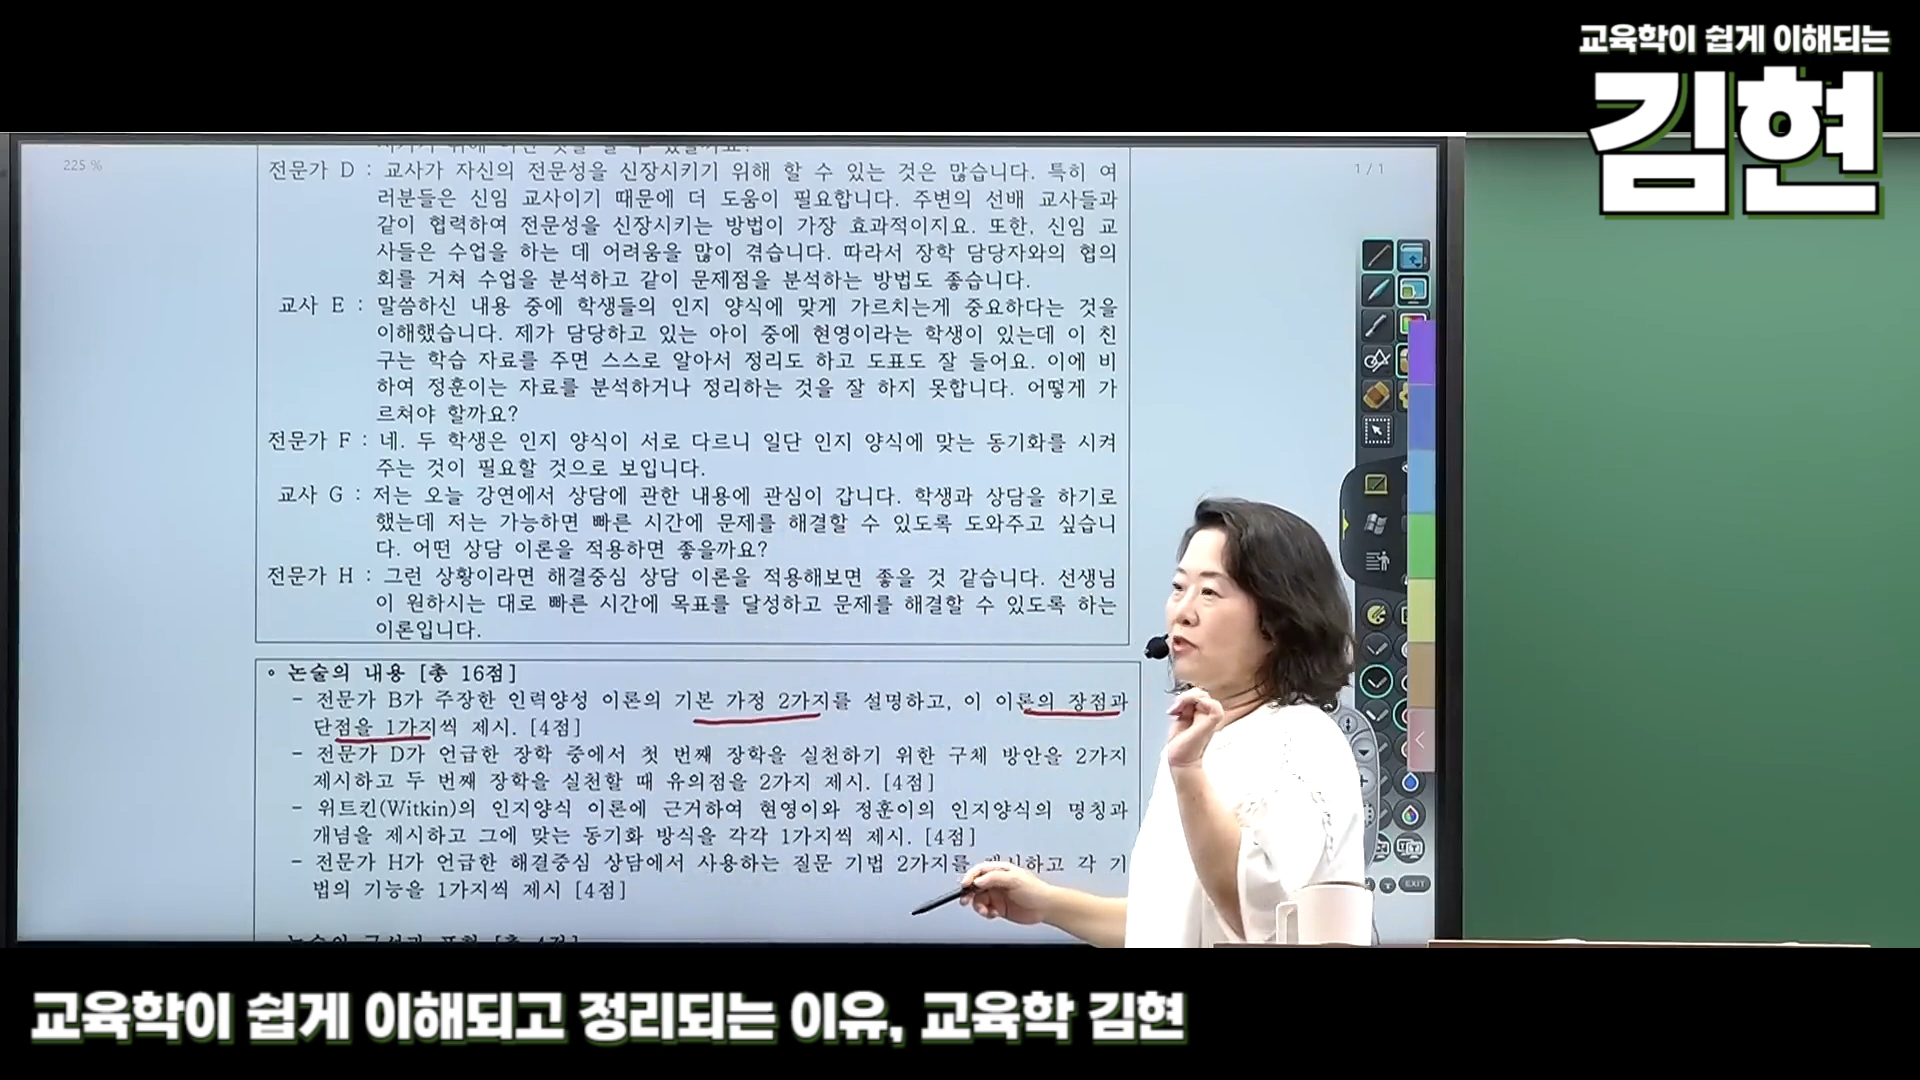 교육학이 쉽게 이해되는
김현
225 %
1 / 1
전문가 D : 교사가 자신의 전문성을 신장시키기 위해 할 수 있는 것은 많습니다. 특히 여
러분들은 신임 교사이기 때문에 더 도움이 필요합니다. 주변의 선배 교사들과
같이 협력하여 전문성을 신장시키는 방법이 가장 효과적이지요. 또한, 신임 교
사들은 수업을 하는 데 어려움을 많이 겪습니다. 따라서 장학 담당자와의 협의
회를 거쳐 수업을 분석하고 같이 문제점을 분석하는 방법도 좋습니다.
교사 E : 말씀하신 내용 중에 학생들의 인지 양식에 맞게 가르치는게 중요하다는 것을
이해했습니다. 제가 담당하고 있는 아이 중에 현영이라는 학생이 있는데 이 친
구는 학습 자료를 주면 스스로 알아서 정리도 하고 도표도 잘 들어요. 이에 비
하여 정훈이는 자료를 분석하거나 정리하는 것을 잘 하지 못합니다. 어떻게 가
르쳐야 할까요?
전문가 F : 네. 두 학생은 인지 양식이 서로 다르니 일단 인지 양식에 맞는 동기화를 시켜
주는 것이 필요할 것으로 보입니다.
교사 G : 저는 오늘 강연에서 상담에 관한 내용에 관심이 갑니다. 학생과 상담을 하기로
했는데 저는 가능하면 빠른 시간에 문제를 해결할 수 있도록 도와주고 싶습니
다. 어떤 상담 이론을 적용하면 좋을까요?
전문가 H : 그런 상황이라면 해결중심 상담 이론을 적용해보면 좋을 것 같습니다. 선생님
이 원하시는 대로 빠른 시간에 목표를 달성하고 문제를 해결할 수 있도록 하는
이론입니다.
◦ 논술의 내용 [총 16점]
- 전문가 B가 주장한 인력양성 이론의 기본 가정 2가지를 설명하고, 이 이론의 장점과
단점을 1가지씩 제시. [4점]
- 전문가 D가 언급한 장학 중에서 첫 번째 장학을 실천하기 위한 구체 방안을 2가지
제시하고 두 번째 장학을 실천할 때 유의점을 2가지 제시. [4점]
- 위트킨(Witkin)의 인지양식 이론에 근거하여 현영이와 정훈이의 인지양식의 명칭과
개념을 제시하고 그에 맞는 동기화 방식을 각각 1가지씩 제시. [4점]
- 전문가 H가 언급한 해결중심 상담에서 사용하는 질문 기법 2가지를 제시하고 각 기
법의 기능을 1가지씩 제시 [4점]
EXIT
교육학이 쉽게 이해되고 정리되는 이유, 교육학 김현